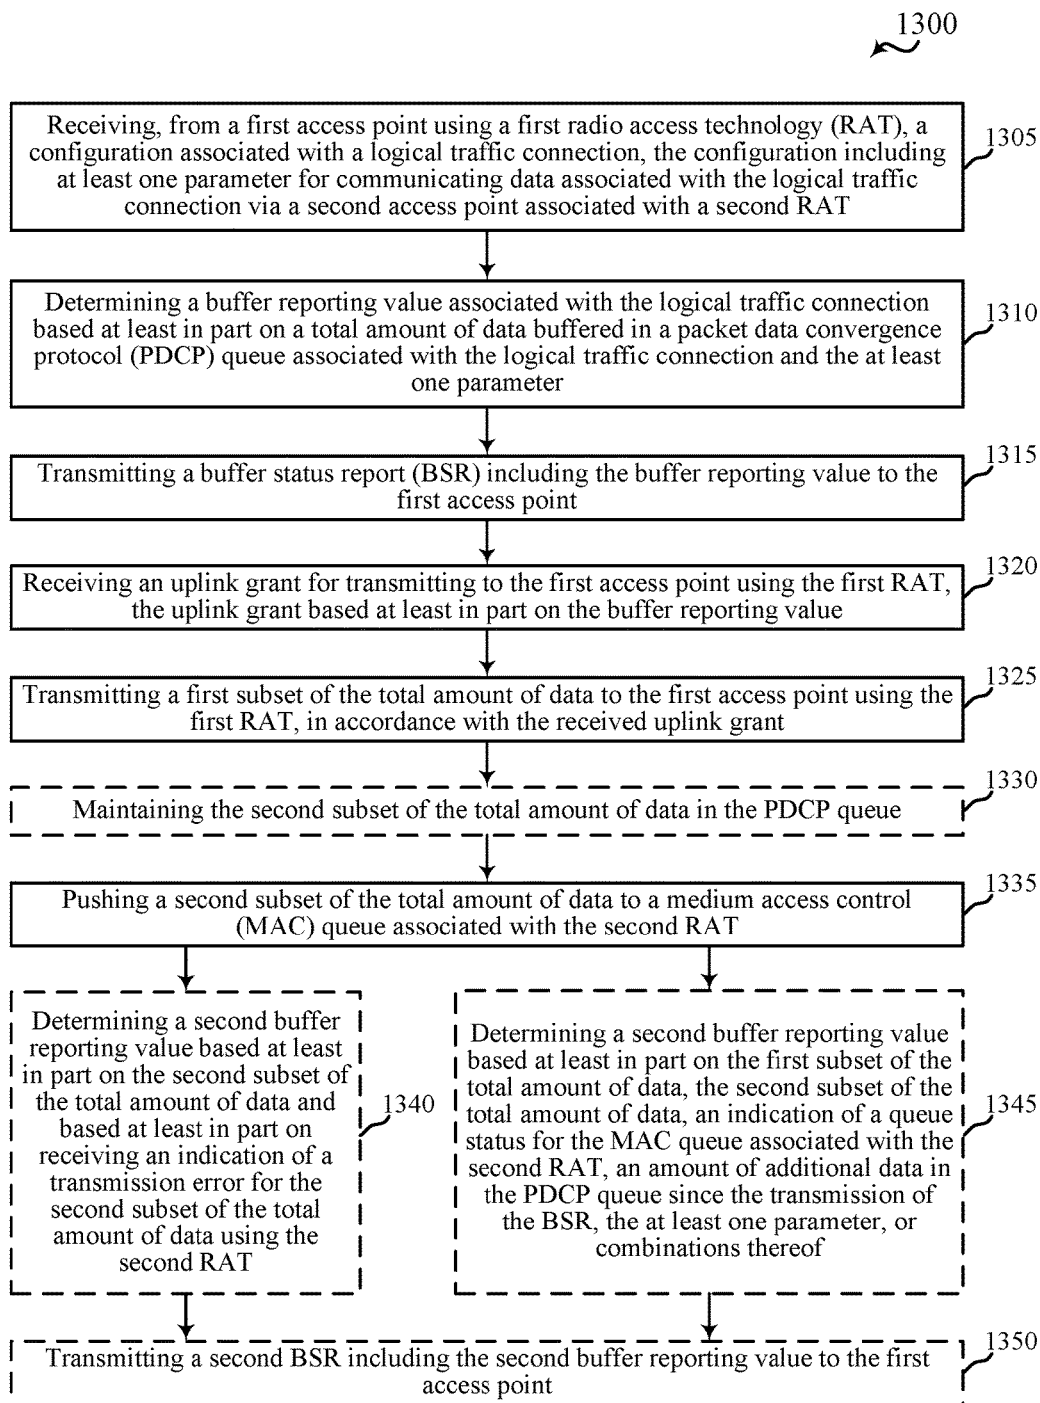 1300
Receiving, from a first access point using a first radio access technology (RAT), a
configuration associated with a logical traffic connection, the configuration including
at least one parameter for communicating data associated with the logical traffic
connection via a second access point associated with a second RAT
1305
Determining a buffer reporting value associated with the logical traffic connection
based at least in part on a total amount of data buffered in a packet data convergence
protocol (PDCP) queue associated with the logical traffic connection and the at least
one parameter
1310
Transmitting a buffer status report (BSR) including the buffer reporting value to the
first access point
1315
Receiving an uplink grant for transmitting to the first access point using the first RAT,
the uplink grant based at least in part on the buffer reporting value
1320
Transmitting a first subset of the total amount of data to the first access point using the
first RAT, in accordance with the received uplink grant
1325
Maintaining the second subset of the total amount of data in the PDCP queue
1330
Pushing a second subset of the total amount of data to a medium access control
(MAC) queue associated with the second RAT
1335
Determining a second buffer
reporting value based at least
in part on the second subset of
the total amount of data and
based at least in part on
receiving an indication of a
transmission error for the
second subset of the total
amount of data using the
second RAT
1340
Determining a second buffer reporting value
based at least in part on the first subset of the
total amount of data, the second subset of the
total amount of data, an indication of a queue
status for the MAC queue associated with the
second RAT, an amount of additional data in
the PDCP queue since the transmission of
the BSR, the at least one parameter, or
combinations thereof
1345
Transmitting a second BSR including the second buffer reporting value to the first
access point
1350